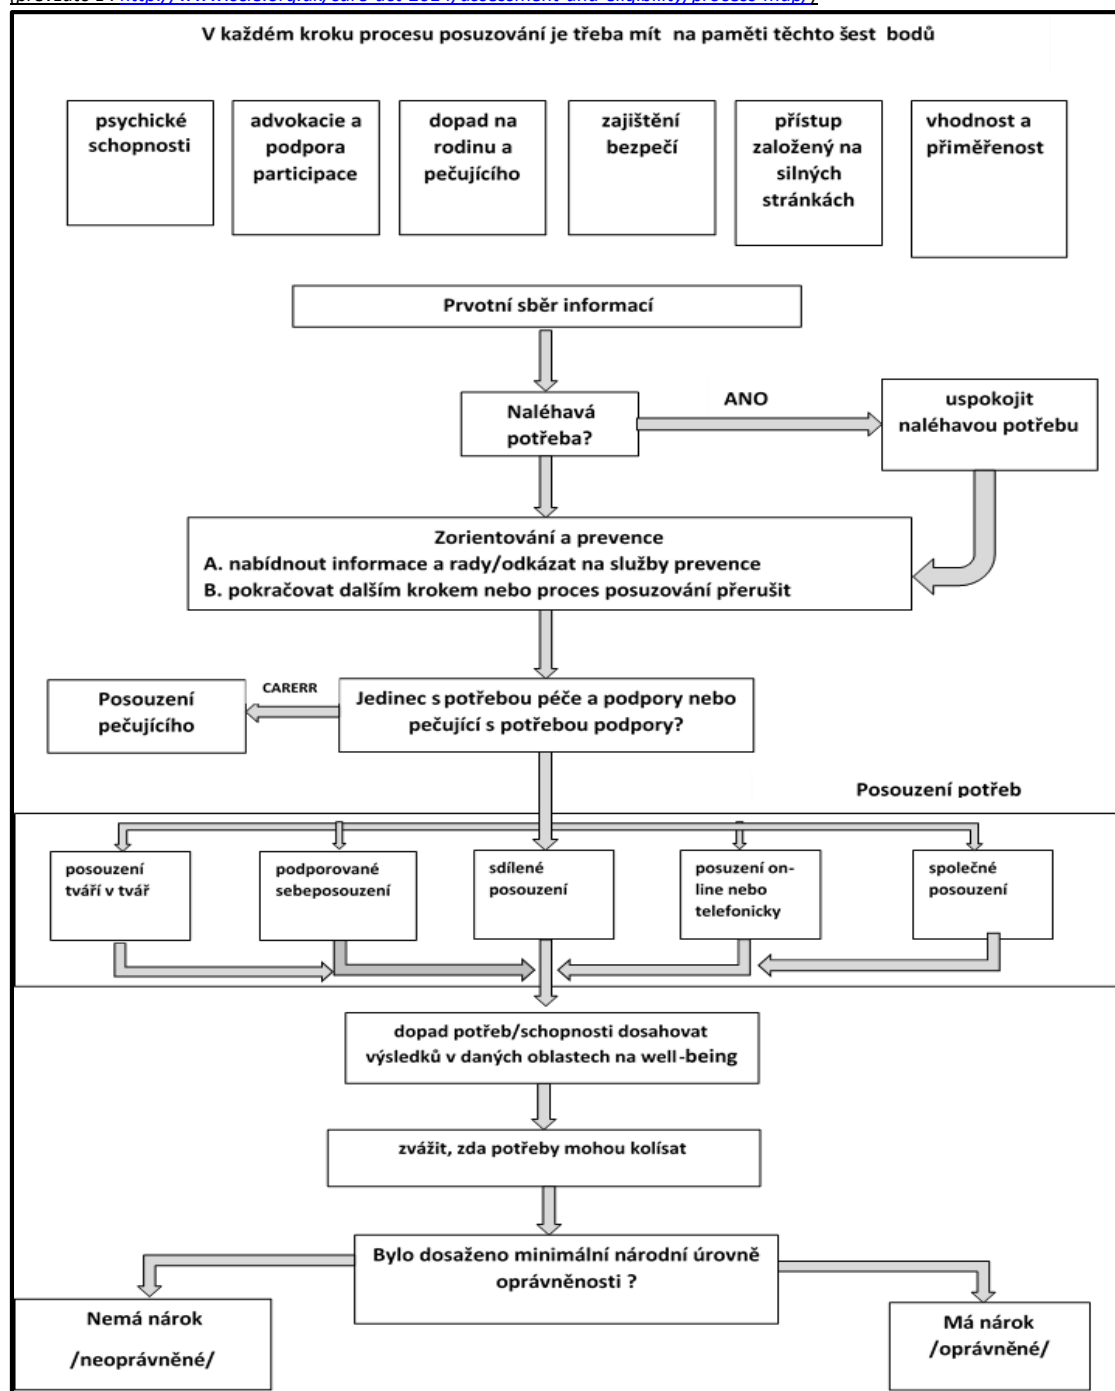 V každém kroku procesu posuzování je třeba mít na paměti těchto šest bodů
psychické
schopnosti
advokacie a
podpora
participace
dopad na
rodinu a
pečujícího
zajištění
bezpečí
přístup
založený na
silných
stránkách
vhodnost a
přiměřenost
Prvotní sběr informací
Naléhavá
potřeba?
ANO
uspokojit
naléhavou potřebu
Zorientování a prevence
A. nabídnout informace a rady/odkázat na služby prevence
B. pokračovat dalším krokem nebo proces posuzování přerušit
Posouzení
pečujícího
CARERR
Jedinec s potřebou péče a podpory nebo
pečující s potřebou podpory?
Posouzení potřeb
posouzení
tváří v tvář
podporované
sebeposouzení
sdílené
posouzení
posuzení on-
line nebo
telefonicky
společné
posouzení
dopad potřeb/schopnosti dosahovat
výsledků v daných oblastech na well-being
zvážit, zda potřeby mohou kolísat
Bylo dosaženo minimální národní úrovně
oprávněnosti ?
Nemá nárok
/neoprávněné/
Má nárok
/oprávněné/